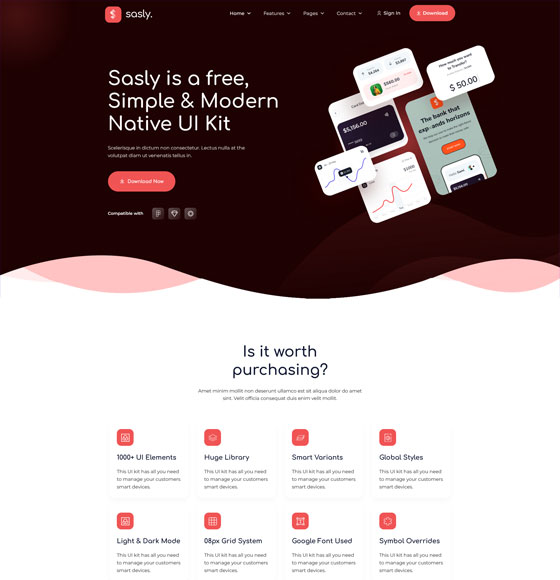 sasly.
Home
Features
Pages
Contact
Sign in
Download
Sasly is a free,
Simple & Modern
Native UI Kit
Scelerisque in dictum non consectetur. Lectus nulla at the
volutpat diam ut venenatis tellus in.
Download Now
Compatible with
How much you want
to Transfer?
$ 50.00
$5,156.00
The bank that
expands horizons
$5,156.00
Is it worth
purchasing?
Amet minim mollit non deserunt ullamco est sit aliqua dolor do amet
sint. Velit officia consequat duis enim velit mollit.
1000+ UI Elements
This UI kit has all you need
to manage your customers
smart devices.
Huge Library
This UI kit has all you need
to manage your customers
smart devices.
Smart Variants
This UI kit has all you need
to manage your customers
smart devices.
Global Styles
This UI kit has all you need
to manage your customers
smart devices.
Light & Dark Mode
This UI kit has all you need
to manage your customers
smart devices.
08px Grid System
This UI kit has all you need
to manage your customers
smart devices.
Google Font Used
This UI kit has all you need
to manage your customers
smart devices.
Symbol Overrides
This UI kit has all you need
to manage your customers
smart devices.